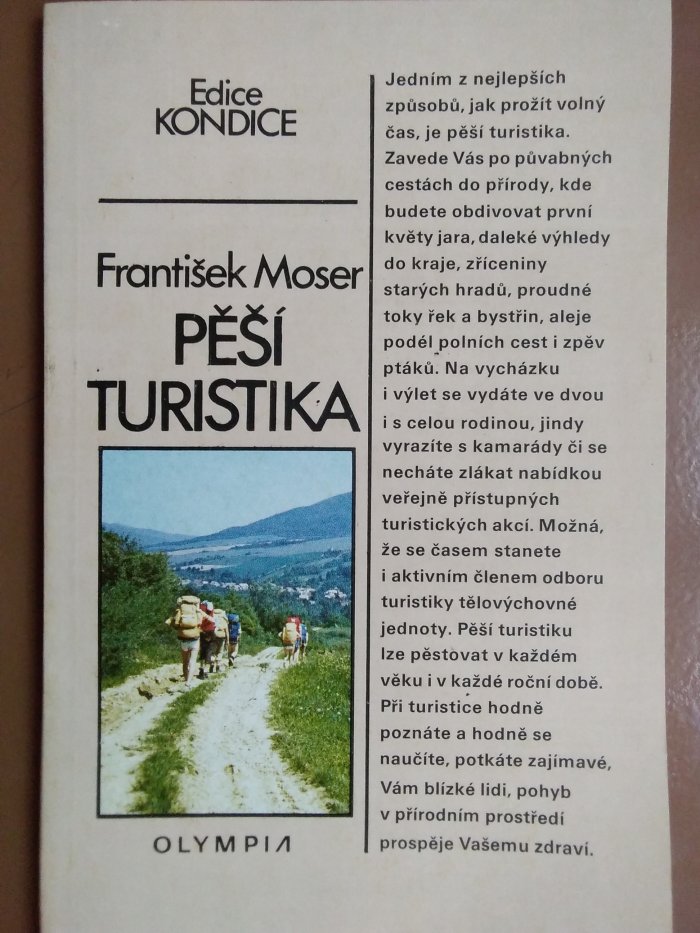 Edice
KONDICE
František Moser
PĚŠÍ
TURISTIKA
OLYMPIA
Jedním z nejlepších
způsobů, jak prožít volný
čas, je pěší turistika.
Zavede Vás po půvabných
cestách do přírody, kde
budete obdivovat první
květy jara, daleké výhledy
do kraje, zříceniny
starých hradů, proudné
toky řek a bystřin, aleje
podél polních cest i zpěv
ptáků. Na vycházku
i výlet se vydáte ve dvou
i s celou rodinou, jindy
vyrazíte s kamarády či se
necháte zlákat nabídkou
veřejně přístupných
turistických akcí. Možná,
že se časem stanete
i aktivním členem odboru
turistiky tělovýchovné
jednoty. Pěší turistiku
lze pěstovat v každém
věku i v každé roční době.
Při turistice hodně
poznáte a hodně se
naučíte, potkáte zajímavé,
Vám blízké lidi, pohyb
v přírodním prostředí
prospěje Vašemu zdraví.